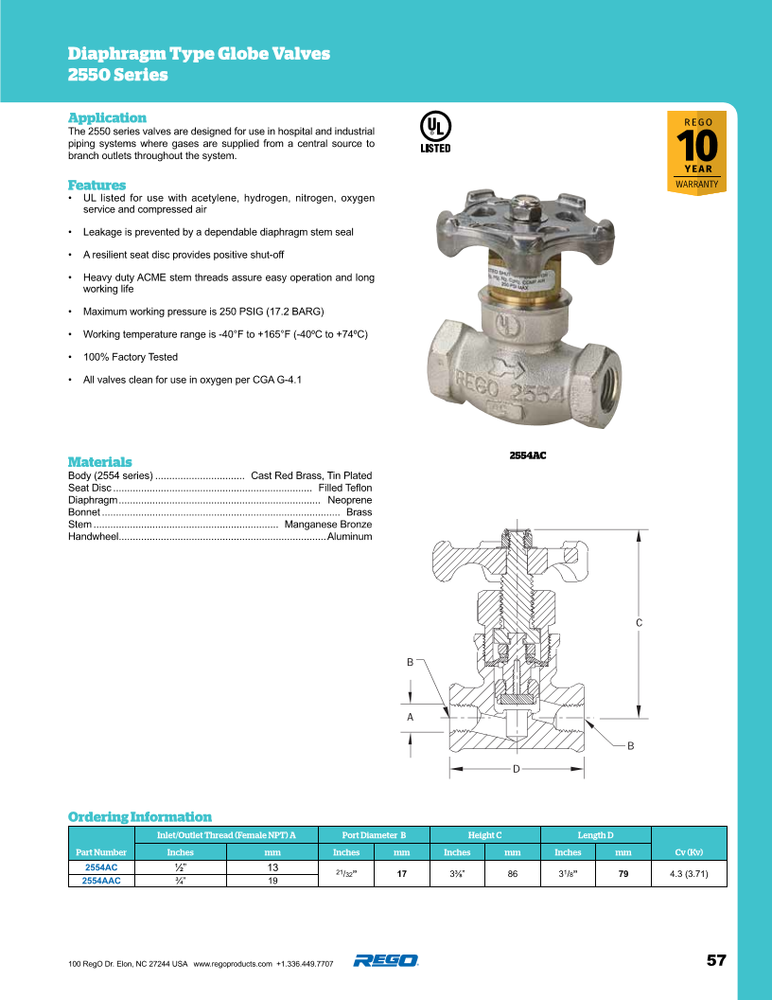 Diaphragm Type Globe Valves
2550 Series
Application
The 2550 series valves are designed for use in hospital and industrial
piping systems where gases are supplied from a central source to
branch outlets throughout the system.
Features
• UL listed for use with acetylene, hydrogen, nitrogen, oxygen
service and compressed air
• Leakage is prevented by a dependable diaphragm stem seal
• A resilient seat disc provides positive shut-off
• Heavy duty ACME stem threads assure easy operation and long
working life
• Maximum working pressure is 250 PSIG (17.2 BARG)
• Working temperature range is -40°F to +165°F (-40ºC to +74ºC)
• 100% Factory Tested
• All valves clean for use in oxygen per CGA G-4.1
UL
LISTED
REGO
10
YEAR
WARRANTY
COMP AIR
250 PSI MAX
UL
REGO 2554
2554AC
Materials
Body (2554 series) ................................ Cast Red Brass, Tin Plated
Seat Disc ....................................................................... Filled Teflon
Diaphragm........................................................................ Neoprene
Bonnet ..................................................................................... Brass
Stem .................................................................. Manganese Bronze
Handwheel..........................................................................Aluminum
C
B
A
B
D
Ordering Information
Part Number Inlet/Outlet Thread (Female NPT) A Port Diameter B Height C Length D Cv (Kv)
Inches mm Inches mm Inches mm Inches mm
2554AC ½" 13 21/32" 17 3⅜" 86 31/8" 79 4.3 (3.71)
2554AAC ¾" 19
100 RegO Dr. Elon, NC 27244 USA www.regoproducts.com +1.336.449.7707
REGO
57